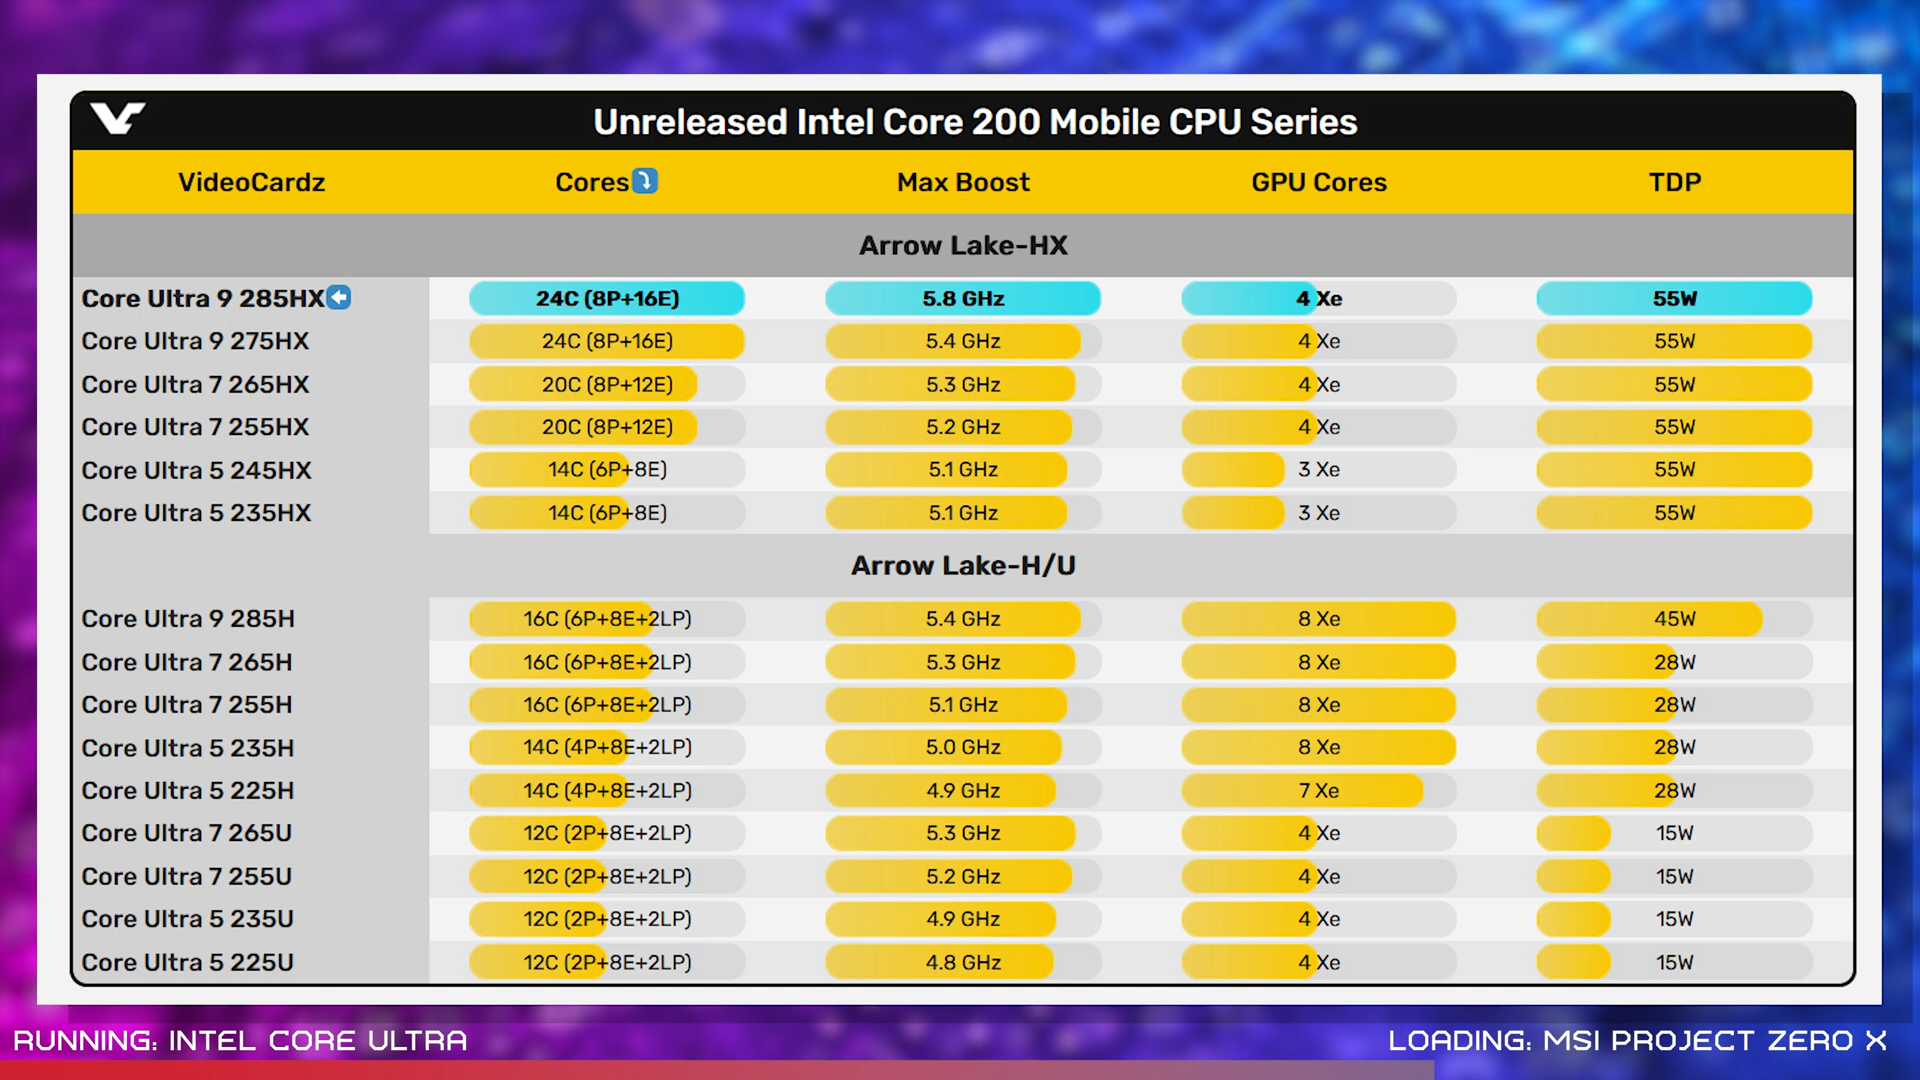 Unreleased Intel Core 200 Mobile CPU Series
VideoCardz Cores Max Boost GPU Cores TDP
Arrow Lake-HX
Core Ultra 9 285HX 24C (8P+16E) 5.8 GHz 4 Xe 55W
Core Ultra 9 275HX 24C (8P+16E) 5.4 GHz 4 Xe 55W
Core Ultra 7 265HX 20C (8P+12E) 5.3 GHz 4 Xe 55W
Core Ultra 7 255HX 20C (8P+12E) 5.2 GHz 4 Xe 55W
Core Ultra 5 245HX 14C (6P+8E) 5.1 GHz 3 Xe 55W
Core Ultra 5 235HX 14C (6P+8E) 5.1 GHz 3 Xe 55W
Arrow Lake-H/U
Core Ultra 9 285H 16C (6P+8E+2LP) 5.4 GHz 8 Xe 45W
Core Ultra 7 265H 16C (6P+8E+2LP) 5.3 GHz 8 Xe 28W
Core Ultra 7 255H 16C (6P+8E+2LP) 5.1 GHz 8 Xe 28W
Core Ultra 5 235H 14C (4P+8E+2LP) 5.0 GHz 8 Xe 28W
Core Ultra 5 225H 14C (4P+8E+2LP) 4.9 GHz 7 Xe 28W
Core Ultra 7 265U 12C (2P+8E+2LP) 5.3 GHz 4 Xe 15W
Core Ultra 7 255U 12C (2P+8E+2LP) 5.2 GHz 4 Xe 15W
Core Ultra 5 235U 12C (2P+8E+2LP) 4.9 GHz 4 Xe 15W
Core Ultra 5 225U 12C (2P+8E+2LP) 4.8 GHz 4 Xe 15W
RUNNING: INTEL CORE ULTRA
LOADING: MSI PROJECT ZERO X